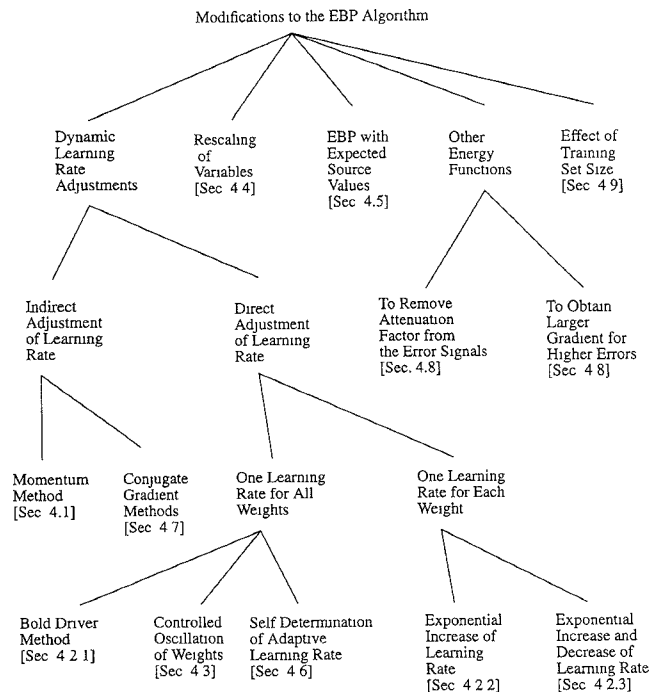 Modifications to the EBP Algorithm
Dynamic
Learning
Rate
Adjustments
Rescaling
of
Variables
[Sec 4 4]
EBP with
Expected
Source
Values
[Sec. 4.5]
Other
Energy
Functions
Effect of
Training
Set Size
[Sec 4 9]
Indirect
Adjustment
of Learning
Rate
Direct
Adjustment
of Learning
Rate
To Remove
Attenuation
Factor from
the Error Signals
[Sec. 4.8]
To Obtain
Larger
Gradient for
Higher Errors
[Sec 4 8]
Momentum
Method
[Sec 4.1]
Conjugate
Gradient
Methods
[Sec 4 7]
One Learning
Rate for All
Weights
One Learning
Rate for Each
Weight
Bold Driver
Method
[Sec 4 2 1]
Controlled
Oscillation
of Weights
[Sec 4 3]
Self Determination
of Adaptive
Learning Rate
[Sec 4 6]
Exponential
Increase of
Learning
Rate
[Sec 4 2 2]
Exponential
Increase and
Decrease of
Learning Rate
[Sec 4 2.3]